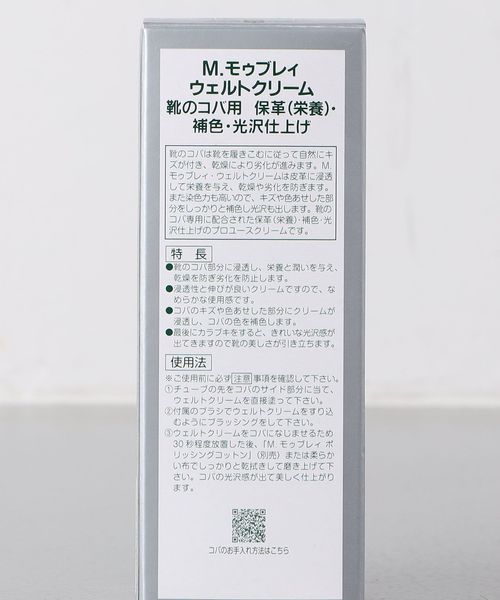 M.モゥブレィ
ウェルトクリーム
靴のコバ用 保革(栄養)・
補色・光沢仕上げ
靴のコバは靴を履きこむに従って自然にキ
ズが付き、乾燥により劣化が進みます。M.
モゥブレィ・ウェルトクリームは皮革に浸透
して栄養を与え、乾燥や劣化を防ぎます。
また染色力も高いので、キズや色あせした部
分をしっかりと補色し光沢も出します。靴の
コバ専用に配合された保革(栄養)・補色・光
沢仕上げのプロユースクリームです。
特長
●靴のコバ部分に浸透し、栄養と潤いを与え、
乾燥を防ぎ劣化を防止します。
●浸透性と伸びが良いクリームですので、な
めらかな使用感です。
●コバのキズや色あせした部分にクリームが
浸透し、コバの色を補色します。
●最後にカラブキをすると、きれいな光沢感が
出てきますので靴の美しさが引き立ちます。
使用法
※ご使用前に必ず注意事項を確認して下さい。
①チューブの先をコバのサイド部分に当て、
ウェルトクリームを直接塗って下さい。
②付属のブラシでウェルトクリームをすり込
むようにブラッシングをして下さい。
③ウェルトクリームをコバになじませるため
30秒程度放置した後、「M.モゥブレィ ポ
リッシングコットン」(別売)または柔らか
い布でしっかりと乾拭きして磨き上げて下
さい。コバの光沢感が出て美しく仕上がり
ます。
コバのお手入れ方法はこちら